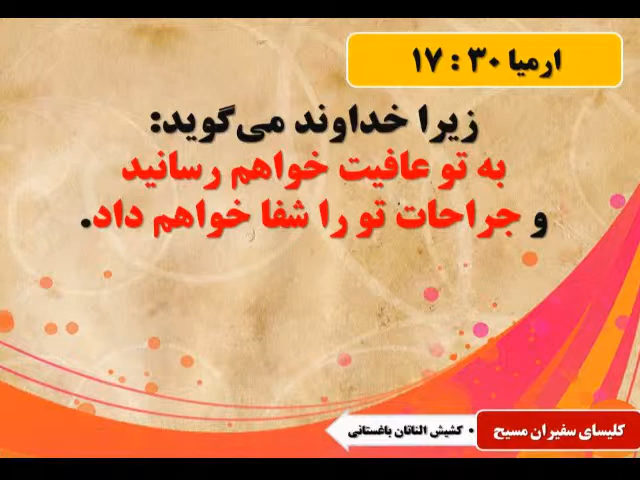 ارمیا ۳۰ : ۱۷
زیرا خداوند می‌گوید:
به تو عافیت خواهم رسانید
و جراحات تو را شفا خواهم داد.
کلیسای سفیران مسیح
• کشیش الناتان باغستانی